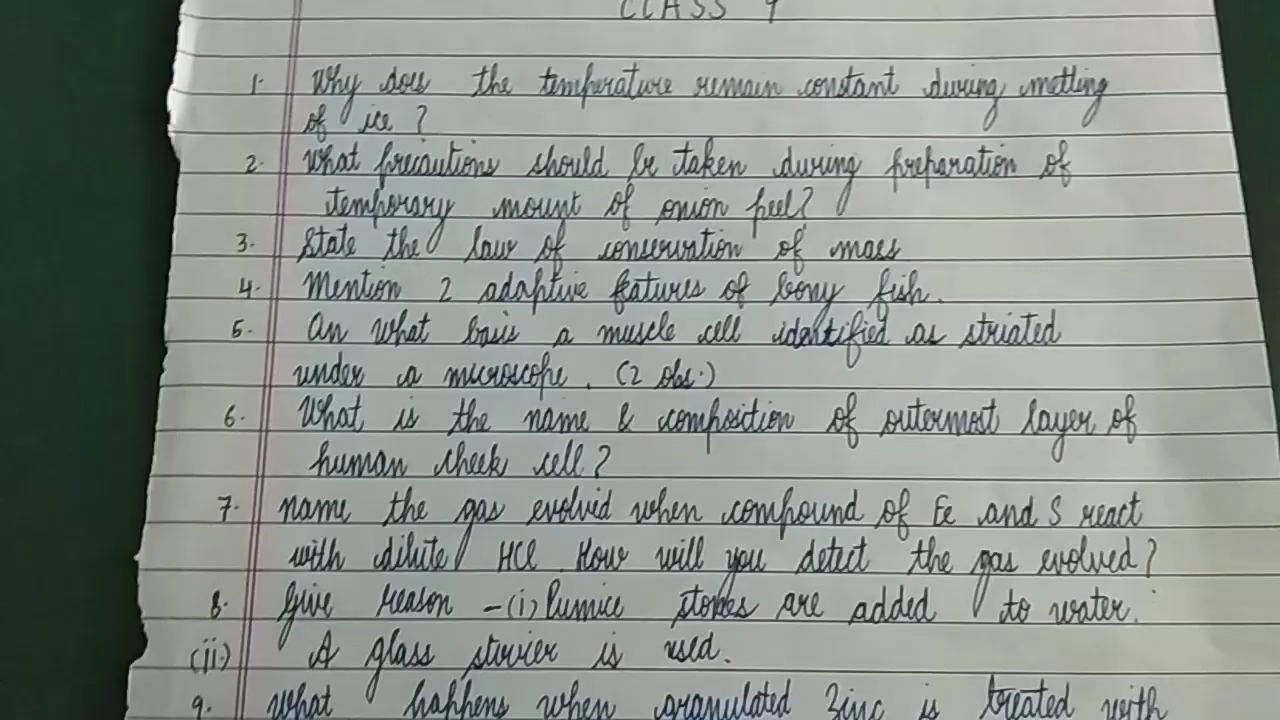 CLASS 9
1. Why does the temperature remain constant during melting
of ice ?
2. What precautions should be taken during preparation of
temporary mount of onion peel?
3. State the law of conservation of mass
4. Mention 2 adaptive features of bony fish.
5. On what basis a muscle cell identified as striated
under a microscope. (2 obs.)
6. What is the name & composition of outermost layer of
human cheek cell ?
7. name the gas evolved when compound of Fe and S react
with dilute HCl. How will you detect the gas evolved?
8. Give reason - (i) Pumice stones are added to water.
(ii) A glass stirrer is used.
9. What happens when granulated Zinc is treated with